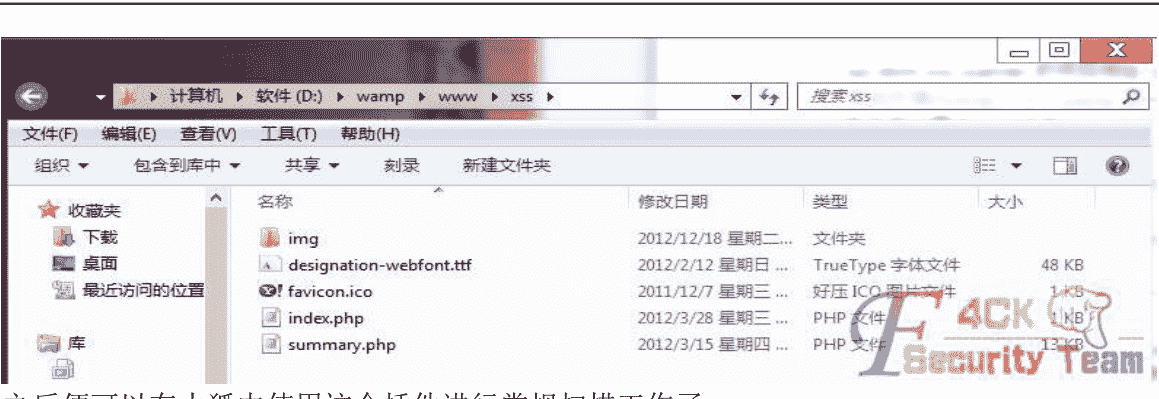 计算机 ▸ 软件 (D:) ▸ wamp ▸ www ▸ xss ▸
搜索 xss
文件(F) 编辑(E) 查看(V) 工具(T) 帮助(H)
组织 包含到库中 共享 刻录 新建文件夹
收藏夹
下载
桌面
最近访问的位置
库
名称 修改日期 类型 大小
img 2012/12/18 星期二... 文件夹
designation-webfont.ttf 2012/2/12 星期日 ... TrueType 字体文件 48 KB
favicon.ico 2011/12/7 星期三 ... 好压 ICO 图片文件 1 KB
index.php 2012/3/28 星期三 ... PHP 文件 1 KB
summary.php 2012/3/15 星期四 ... PHP 文件 13 KB
F4CK
Security Team